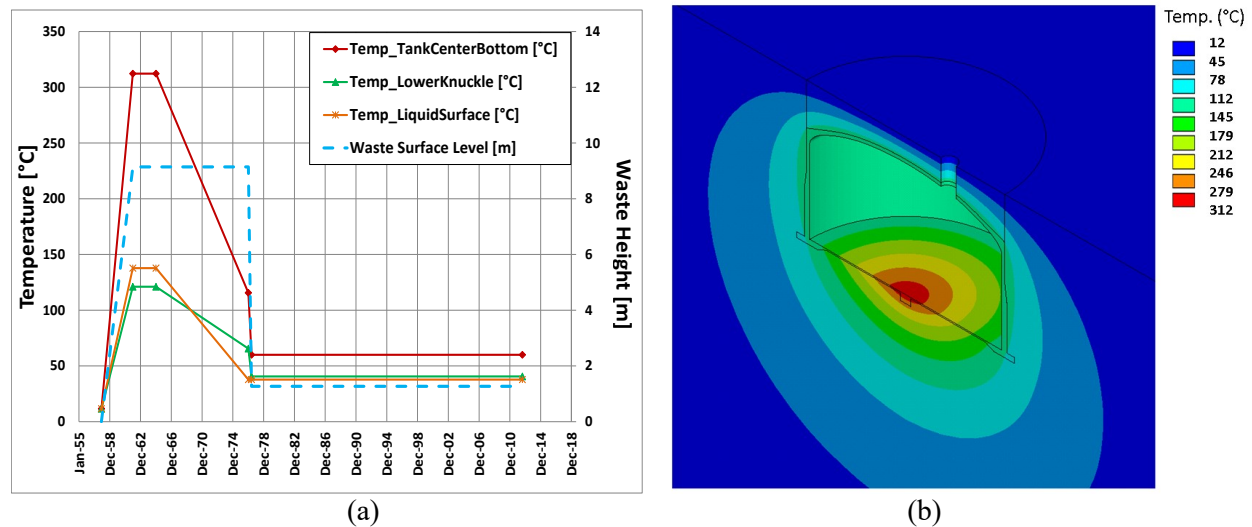 350
300
250
200
150
100
50
0
Temperature [°C]
Temp_TankCenterBottom [°C]
Temp_LowerKnuckle [°C]
Temp_LiquidSurface [°C]
Waste Surface Level [m]
14
12
10
8
6
4
2
0
Waste Height [m]
Jan-55
Dec-58
Dec-62
Dec-66
Dec-70
Dec-74
Dec-78
Dec-82
Dec-86
Dec-90
Dec-94
Dec-98
Dec-02
Dec-06
Dec-10
Dec-14
Dec-18
(a)
Temp. (°C)
12
45
78
112
145
179
212
246
279
312
(b)